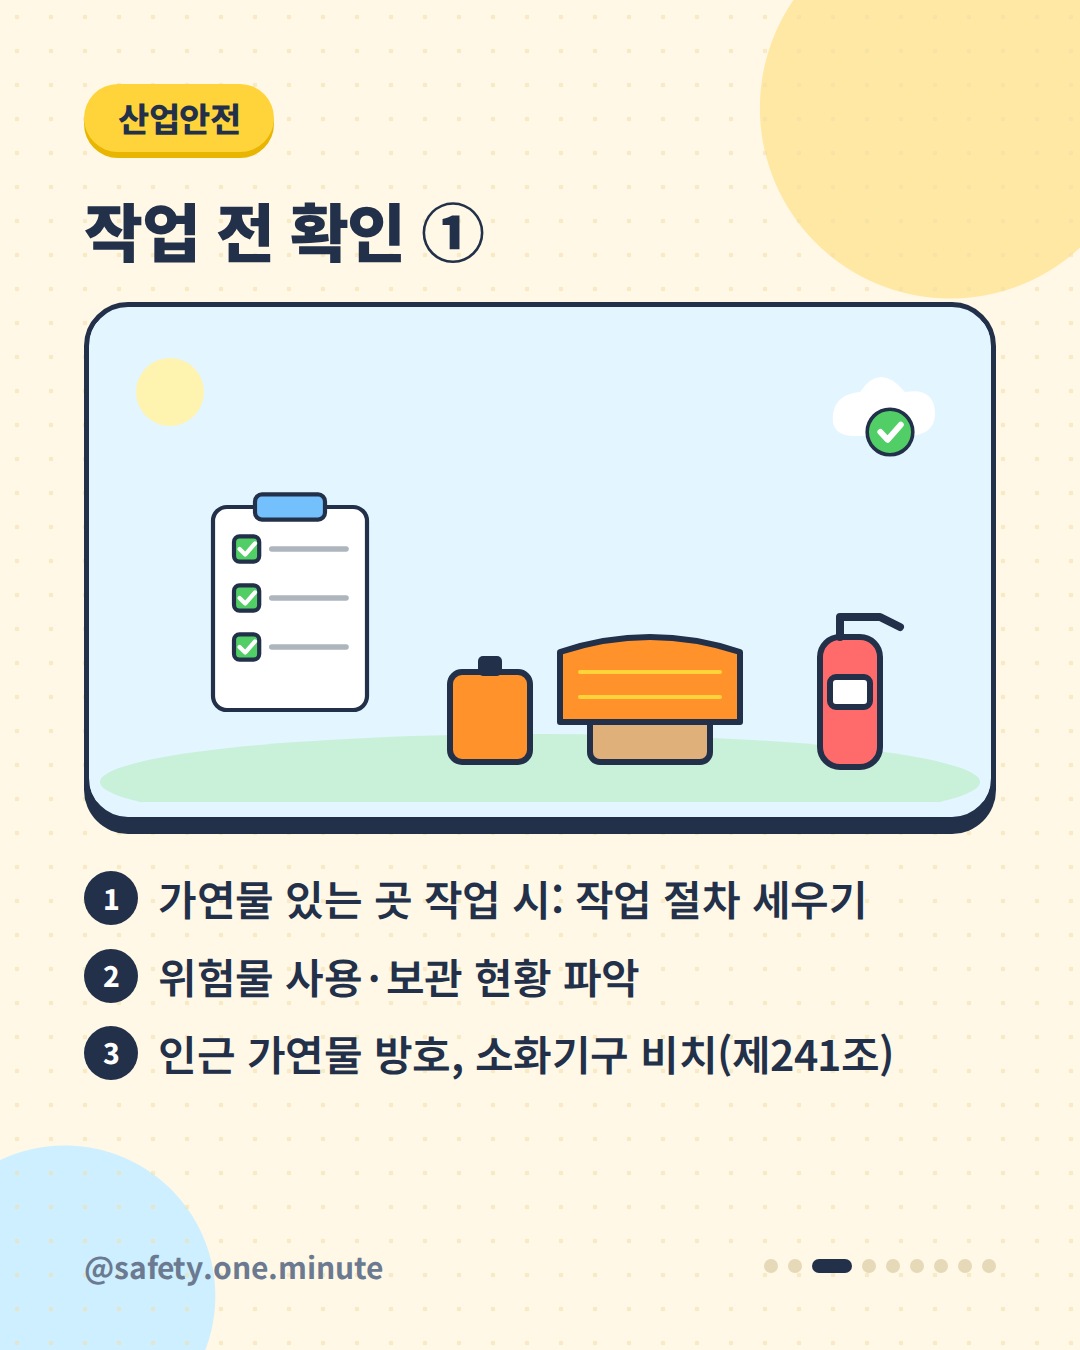 산업안전
작업 전 확인 ①
1 가연물 있는 곳 작업 시: 작업 절차 세우기
2 위험물 사용·보관 현황 파악
3 인근 가연물 방호, 소화기구 비치(제241조)
@safety.one.minute